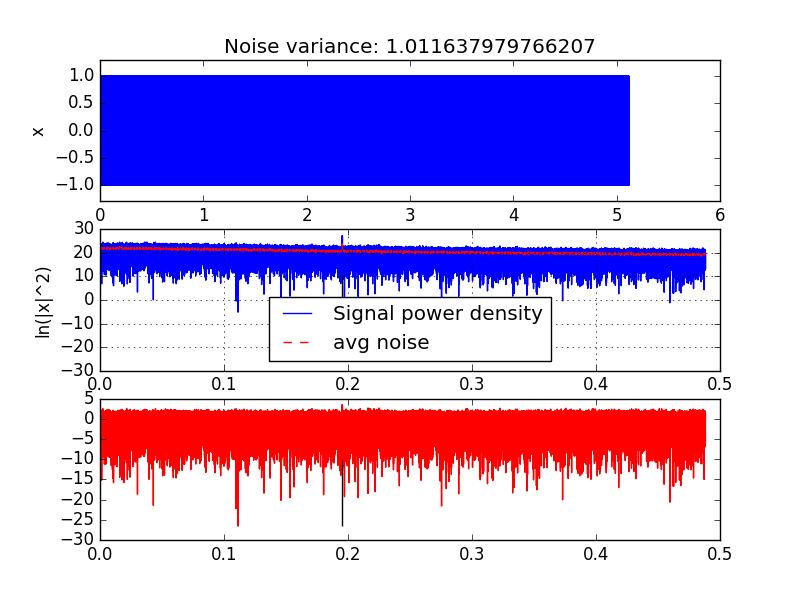 Noise variance: 1.011637979766207
1.0
0.5
0.0
−0.5
−1.0
x
0 1 2 3 4 5 6
30
20
10
0
−10
−20
−30
ln(|x|^2)
Signal power density
avg noise
0.0 0.1 0.2 0.3 0.4 0.5
5
0
−5
−10
−15
−20
−25
−30
0.0 0.1 0.2 0.3 0.4 0.5